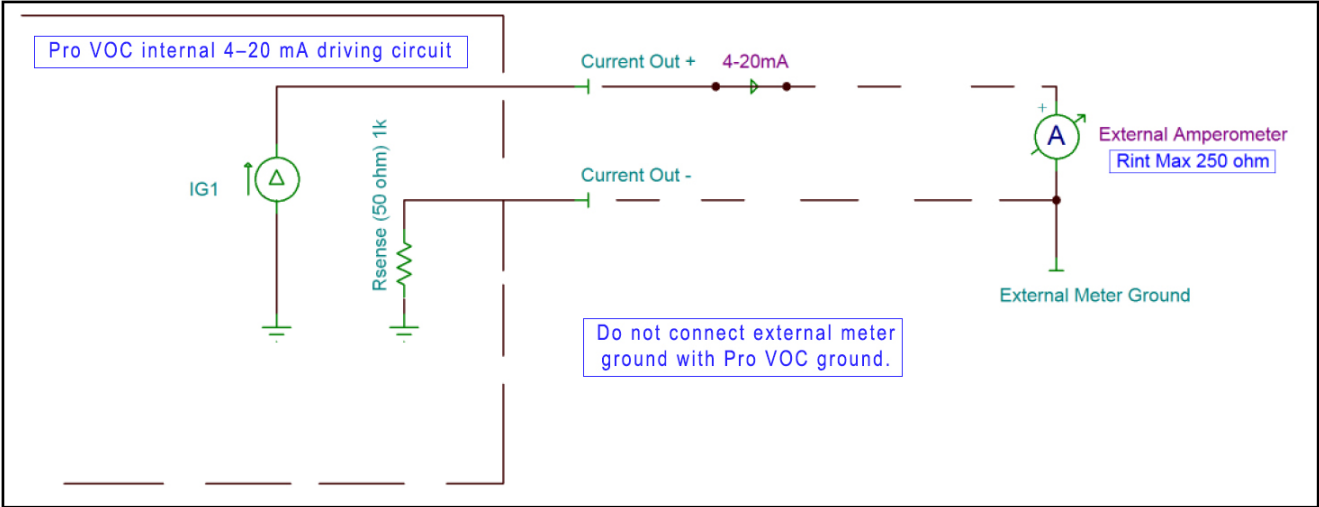 Pro VOC internal 4–20 mA driving circuit
Current Out +
4-20mA
+
A
External Amperometer
Rint Max 250 ohm
IG1
Rsense (50 ohm) 1k
Current Out -
External Meter Ground
Do not connect external meter
ground with Pro VOC ground.